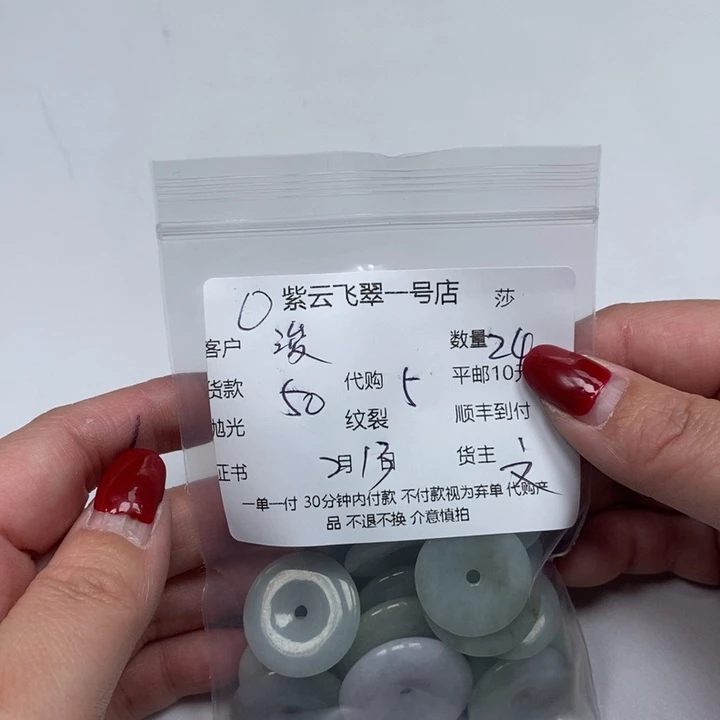 紫云飞翠一号店 莎
客户 浚 数量 24
货款 50 代购 5 平邮10
抛光 纹裂 顺丰到付
证书 2月13日 货主 文
一单一付 30分钟内付款 不付款视为弃单 代购产
品 不退不换 介意慎拍